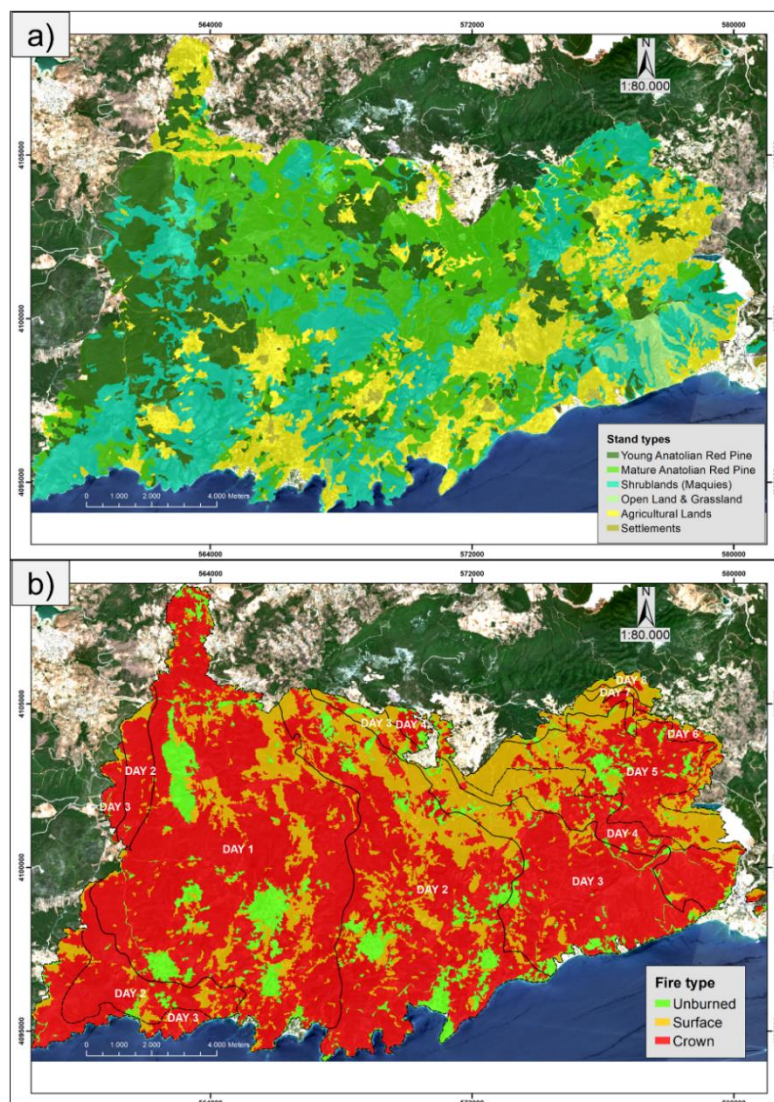 a)
564000 572000 580000
N
1:80.000
4105000
4100000
4095000
0 1.000 2.000 4.000 Meters
Stand types
Young Anatolian Red Pine
Mature Anatolian Red Pine
Shrublands (Maquies)
Open Land & Grassland
Agricultural Lands
Settlements
b)
564000 572000 580000
N
1:80.000
DAY 8
DAY 7
4105000
DAY 3 DAY 4
DAY 6
DAY 2
DAY 5
DAY 3
DAY 4
DAY 1
4100000
DAY 2
DAY 3
DAY 2
DAY 3
4095000
0 1.000 2.000 4.000 Meters
Fire type
Unburned
Surface
Crown
564000 572000 580000